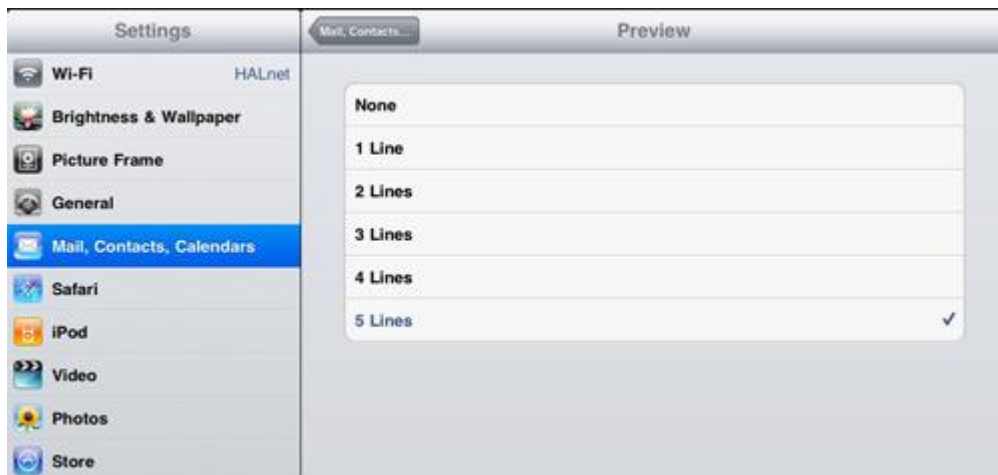 Settings
Wi-Fi HALnet
Brightness & Wallpaper
Picture Frame
General
Mail, Contacts, Calendars
Safari
iPod
Video
Photos
Store
Mail, Contacts...
Preview
None
1 Line
2 Lines
3 Lines
4 Lines
5 Lines